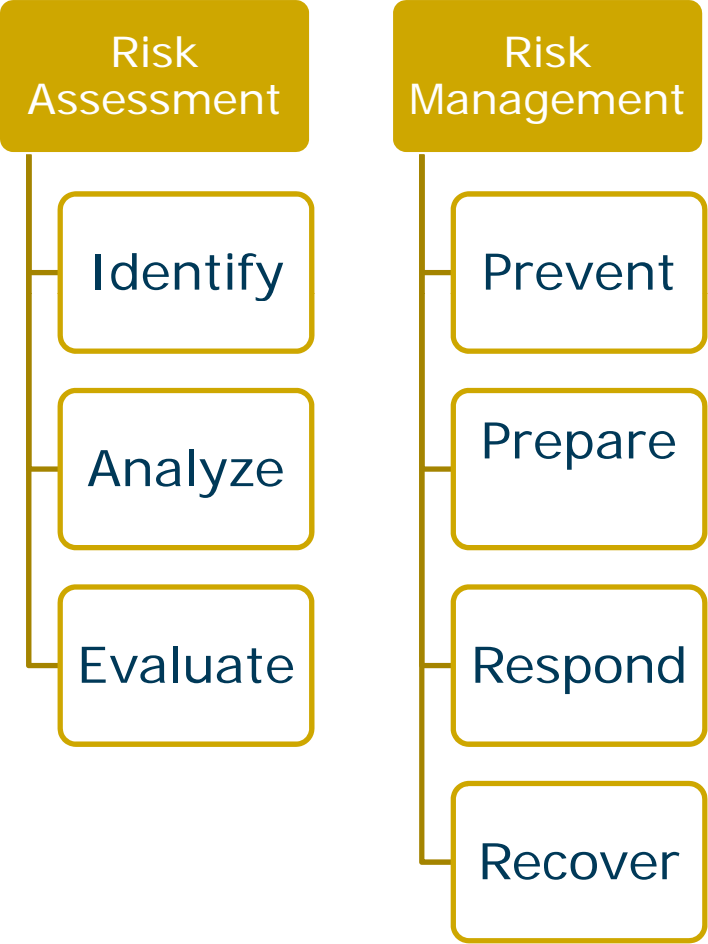 Risk
Assessment
Identify
Analyze
Evaluate
Risk
Management
Prevent
Prepare
Respond
Recover